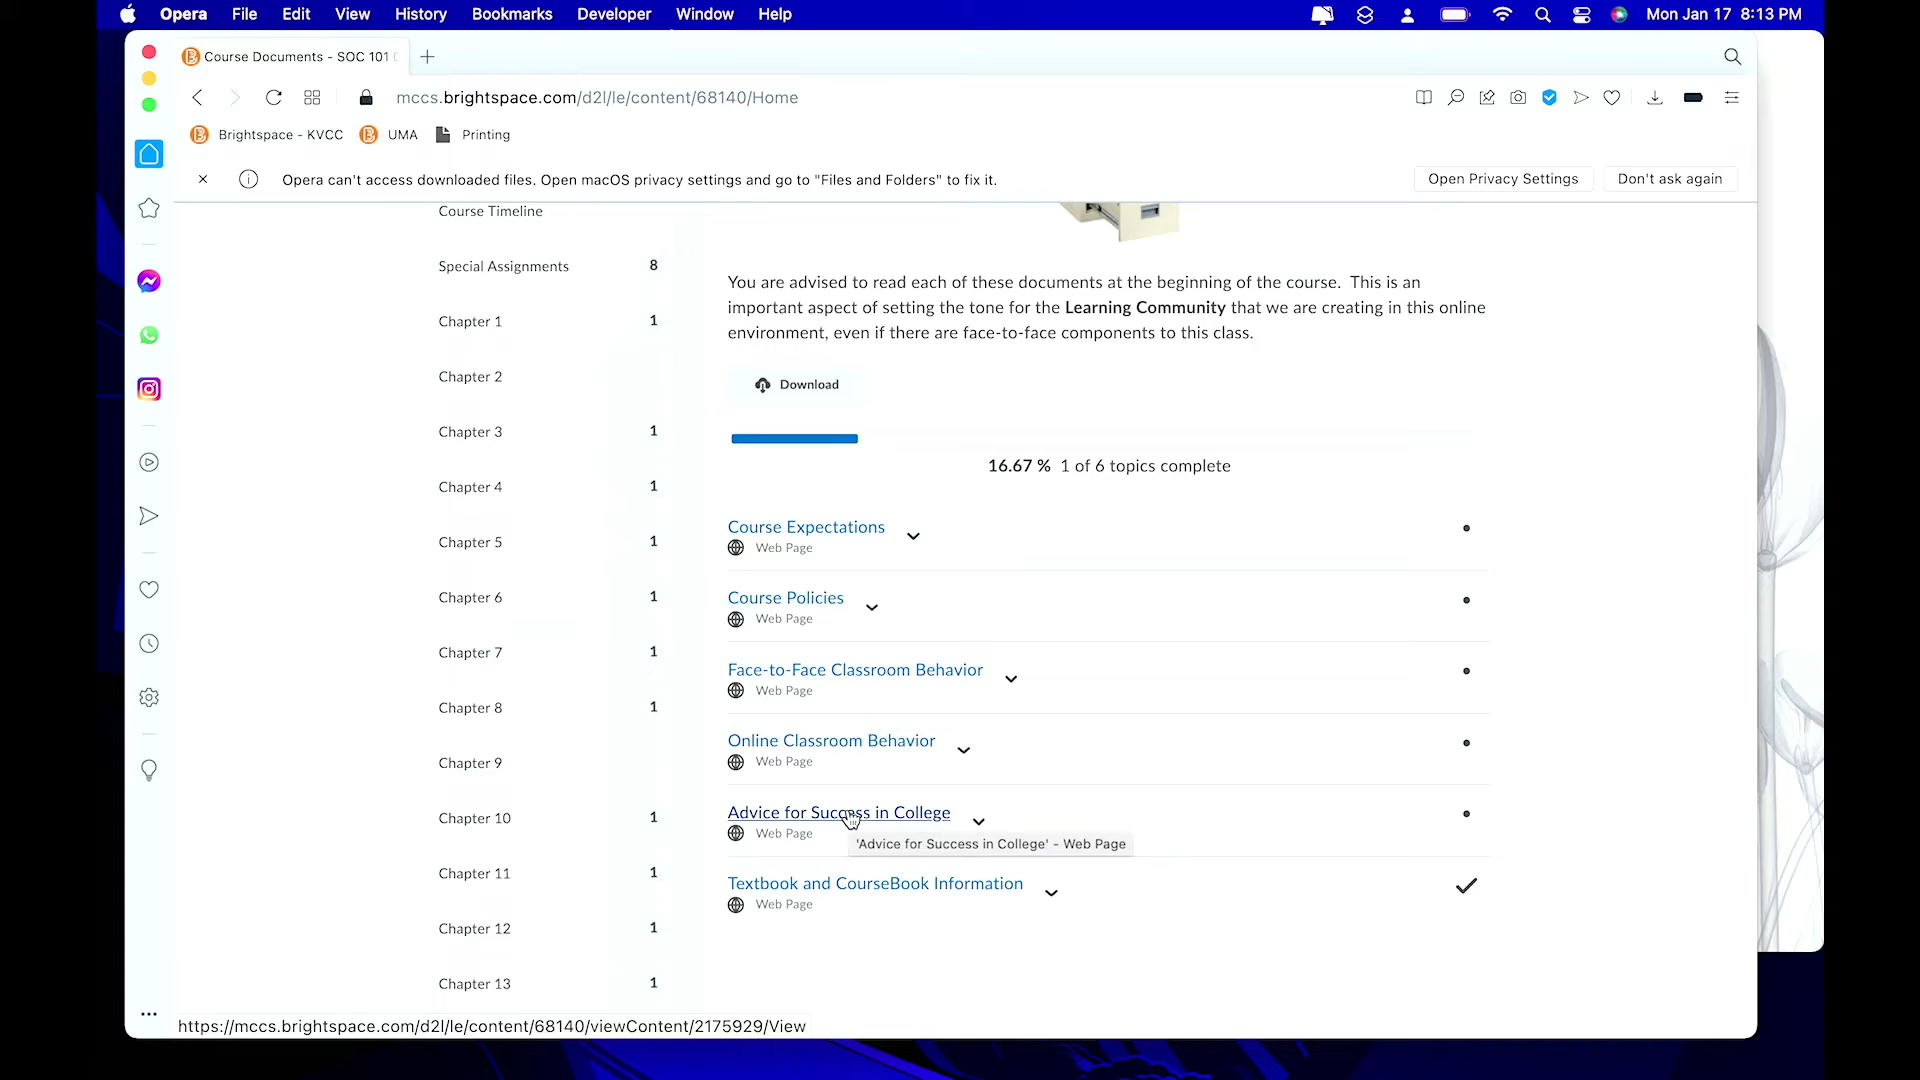 Opera File Edit View History Bookmarks Developer Window Help Mon Jan 17 8:13 PM
Course Documents - SOC 101
mccs.brightspace.com/d2l/le/content/68140/Home
Brightspace - KVCC UMA Printing
Opera can't access downloaded files. Open macOS privacy settings and go to "Files and Folders" to fix it. Open Privacy Settings Don't ask again
Course Timeline
Special Assignments 8
Chapter 1 1
Chapter 2
Chapter 3 1
Chapter 4 1
Chapter 5 1
Chapter 6 1
Chapter 7 1
Chapter 8 1
Chapter 9
Chapter 10 1
Chapter 11 1
Chapter 12 1
Chapter 13 1
You are advised to read each of these documents at the beginning of the course. This is an
important aspect of setting the tone for the Learning Community that we are creating in this online
environment, even if there are face-to-face components to this class.
Download
16.67 % 1 of 6 topics complete
Course Expectations
Web Page
Course Policies
Web Page
Face-to-Face Classroom Behavior
Web Page
Online Classroom Behavior
Web Page
Advice for Success in College
Web Page
'Advice for Success in College' - Web Page
Textbook and CourseBook Information
Web Page
https://mccs.brightspace.com/d2l/le/content/68140/viewContent/2175929/View